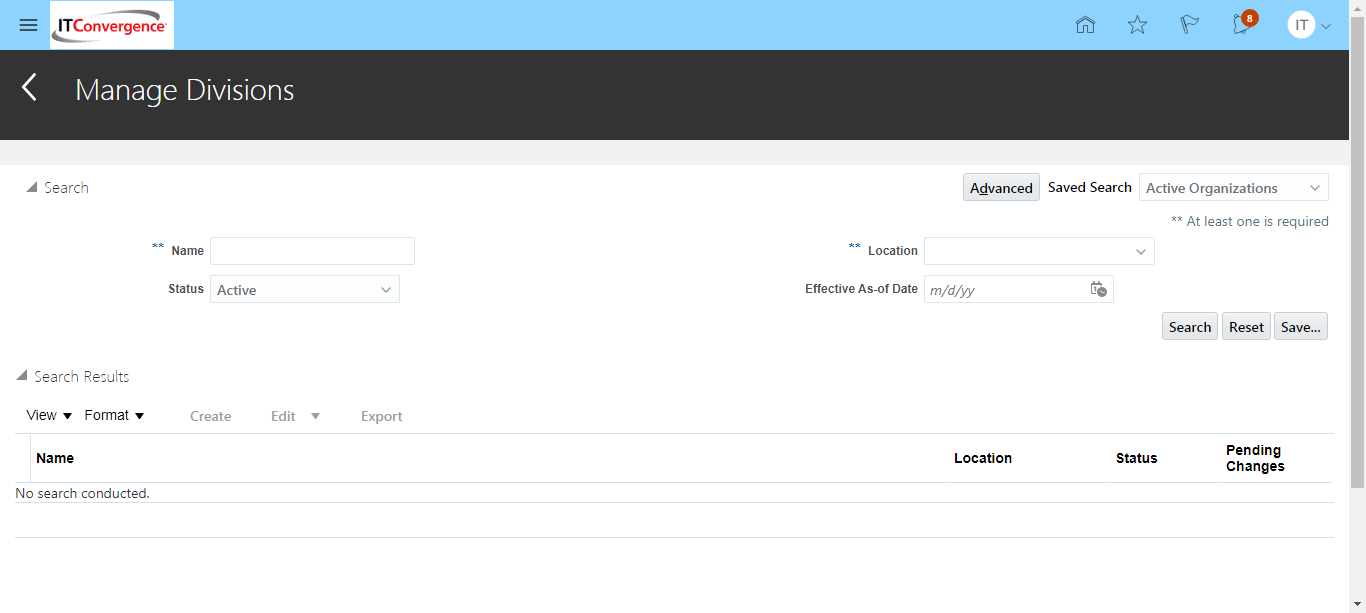 ITConvergence
8
IT
Manage Divisions
Search
Advanced Saved Search Active Organizations
** At least one is required
** Name
** Location
Status Active
Effective As-of Date m/d/yy
Search Reset Save...
Search Results
View Format Create Edit Export
Name Location Status Pending Changes
No search conducted.